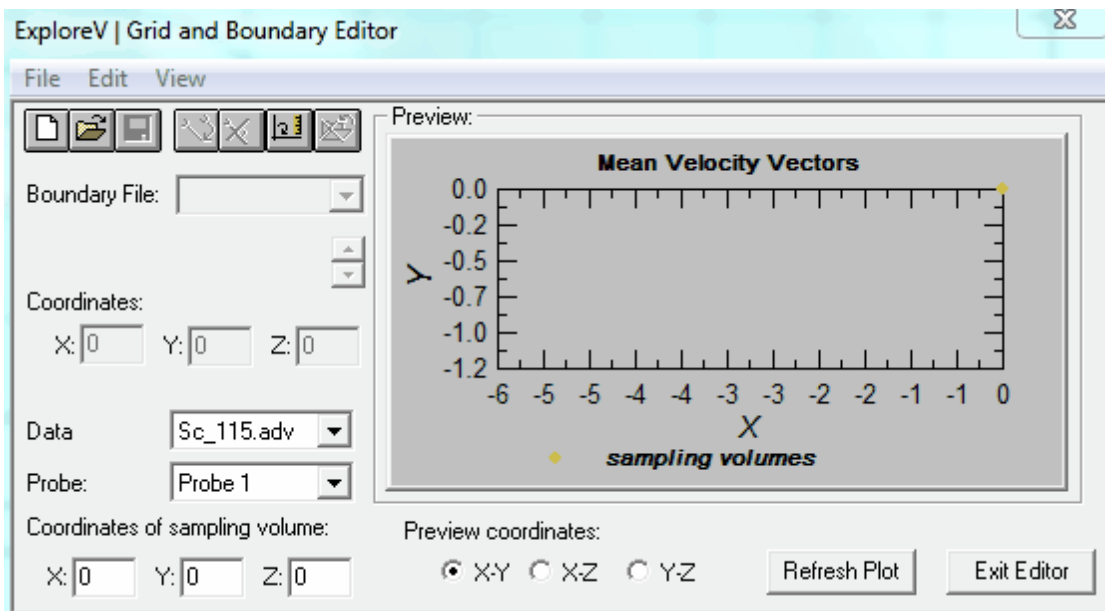 ExploreV | Grid and Boundary Editor
File Edit View
Boundary File:
Coordinates:
X: 0 Y: 0 Z: 0
Data Sc_115.adv
Probe: Probe 1
Coordinates of sampling volume:
X: 0 Y: 0 Z: 0
Preview:
Mean Velocity Vectors
0.0
-0.2
-0.5
-0.7
-1.0
-1.2
Y
-6 -5 -5 -4 -4 -3 -3 -2 -2 -1 -1 0
X
sampling volumes
Preview coordinates:
X-Y X-Z Y-Z
Refresh Plot Exit Editor